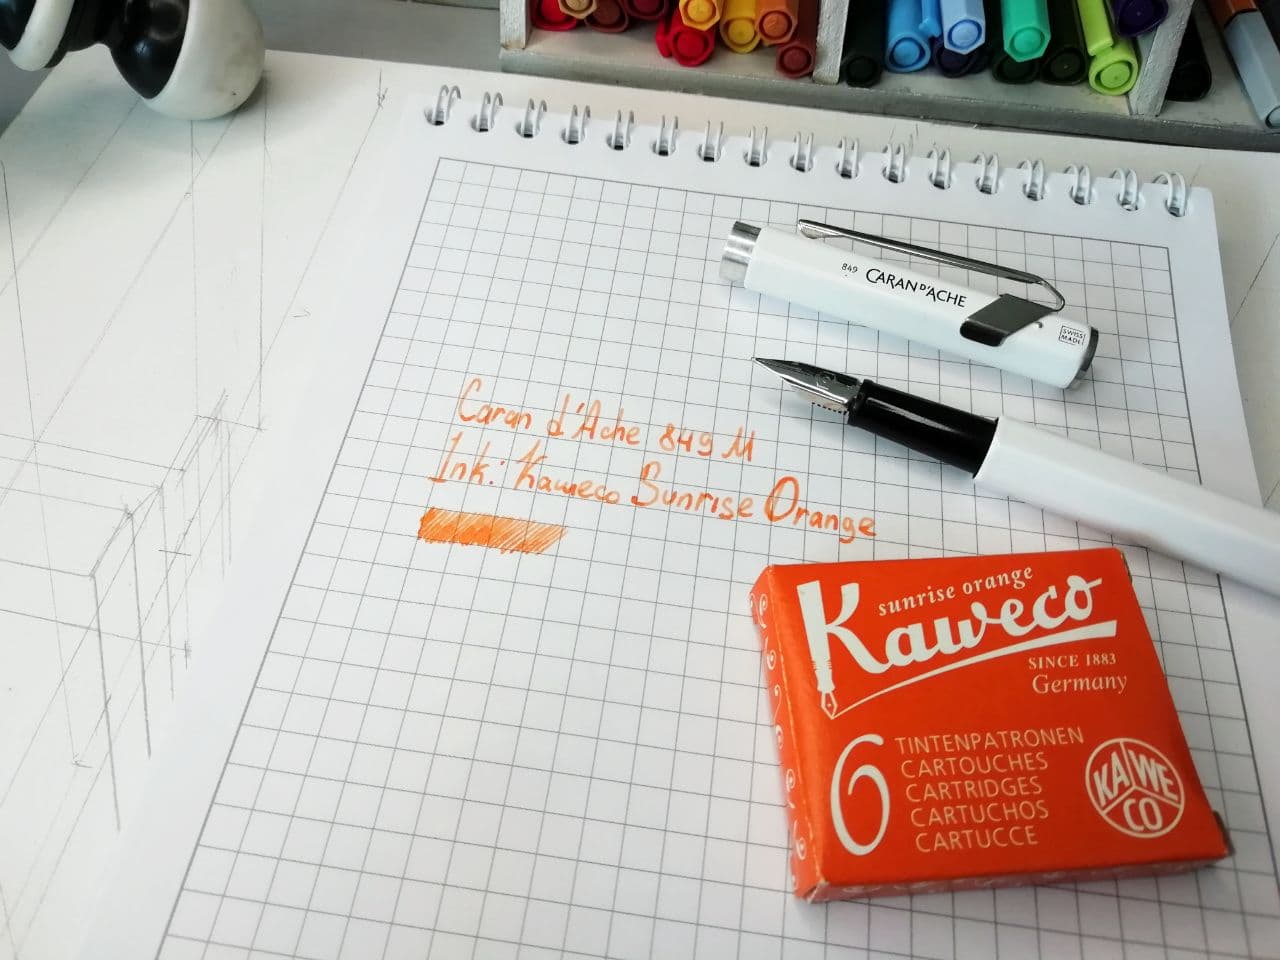 849 CARAN D'ACHE
SWISS
MADE
Caran d'Ache 849 M
Ink: Kaweco Sunrise Orange
sunrise orange
Kaweco
SINCE 1883
Germany
6
TINTENPATRONEN
CARTOUCHES
CARTRIDGES
CARTUCHOS
CARTUCCE
KA WE
CO